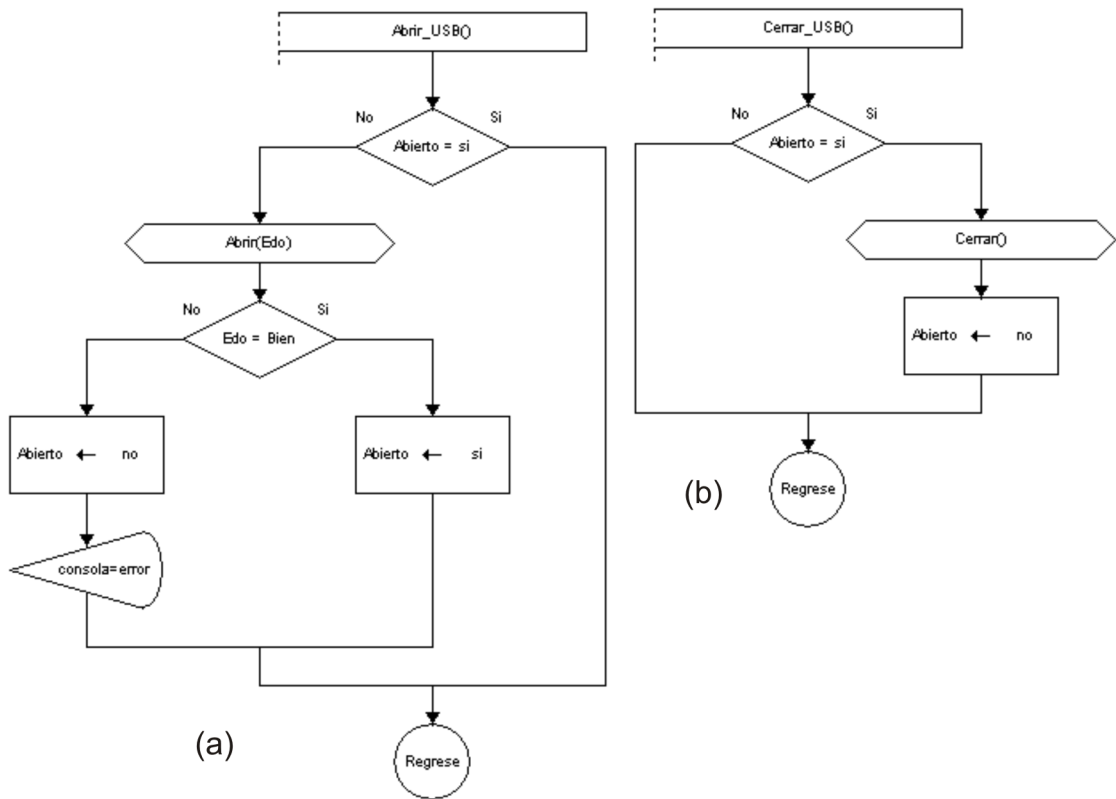 Abrir_USB()
No
Si
Abierto = si
Abrir(Edo)
No
Si
Edo = Bien
Abierto ← no
Abierto ← si
consola=error
(a)
Regrese
Cerrar_USB()
No
Si
Abierto = si
Cerrar()
Abierto ← no
(b)
Regrese